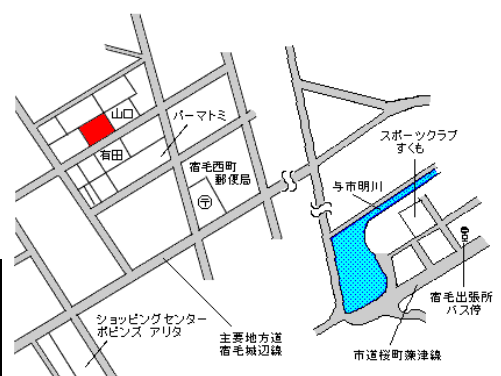 山口
パーマトミ
有田
宿毛西町
郵便局
〒
スポーツクラブ
すくも
与市明川
宿毛出張所
バス停
ショッピングセンター
ポピンズ アリタ
主要地方道
宿毛城辺線
市道桜町藻津線